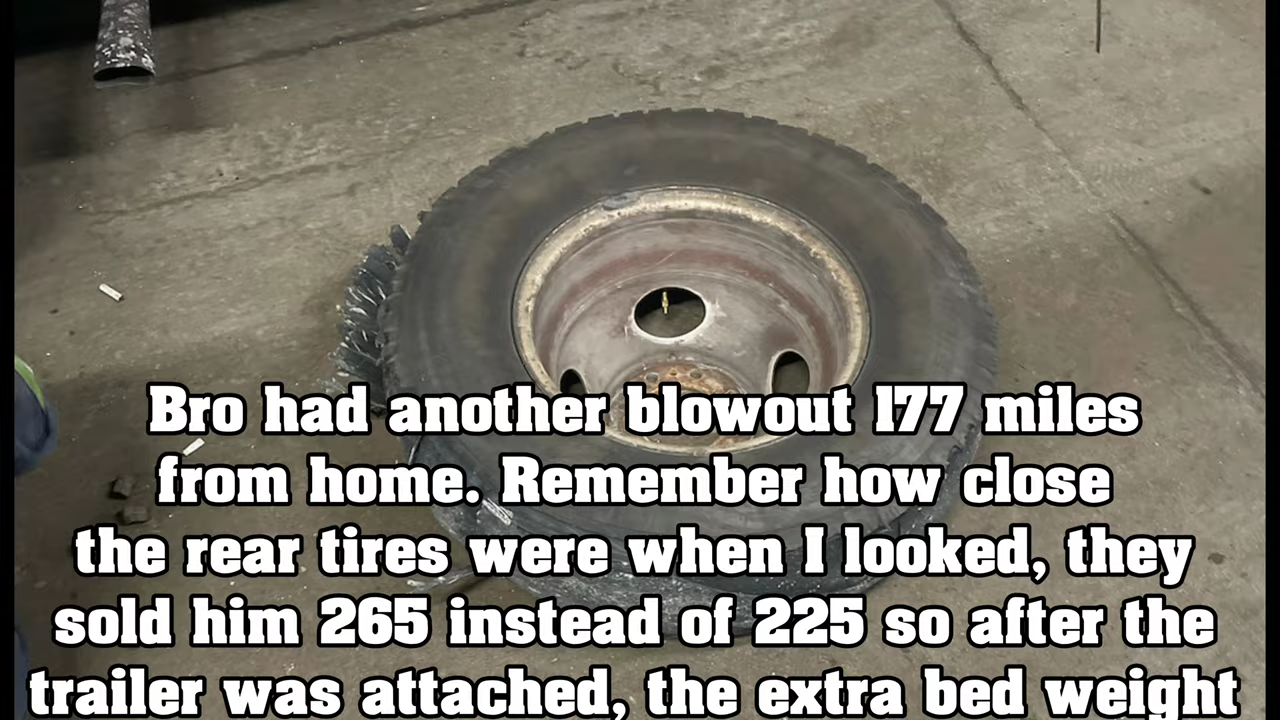 Bro had another blowout 177 miles
from home. Remember how close
the rear tires were when I looked, they
sold him 265 instead of 225 so after the
trailer was attached, the extra bed weight